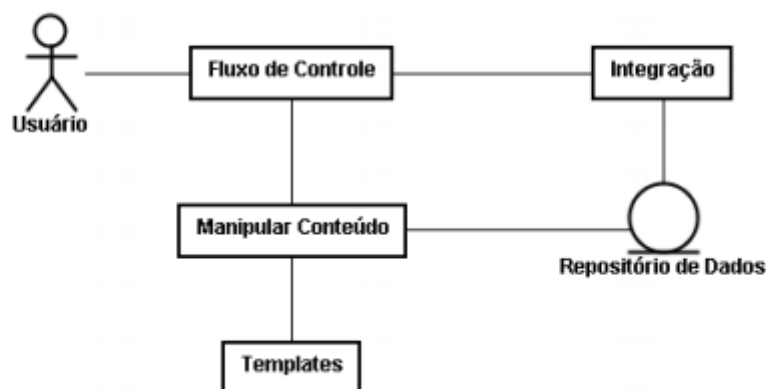 Fluxo de Controle
Integração
Usuário
Manipular Conteúdo
Repositório de Dados
Templates